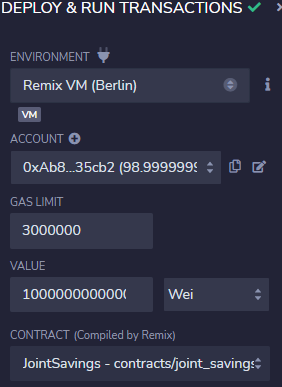 DEPLOY & RUN TRANSACTIONS
ENVIRONMENT
Remix VM (Berlin)
VM
ACCOUNT
0xAb8...35cb2 (98.9999999
GAS LIMIT
3000000
VALUE
100000000000( Wei
CONTRACT (Compiled by Remix)
JointSavings - contracts/joint_savings